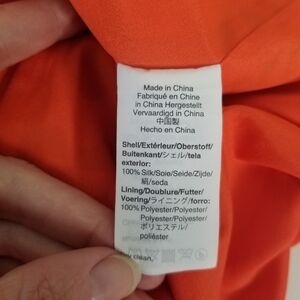 Made in China
Fabriqué en Chine
in China Hergestellt
Vervaardigd in China
中国製
Hecho en China
Shell/Extérieur/Oberstoff/
Buitenkant/シェル/tela
exterior:
100% Silk/Soie/Seide/Zijde/
絹/seda
Lining/Doublure/Futter/
Voering/ライニング/forro:
100% Polyester/Polyester/
Polyester/Polyester/
ポリエステル/
poliéster
clean.